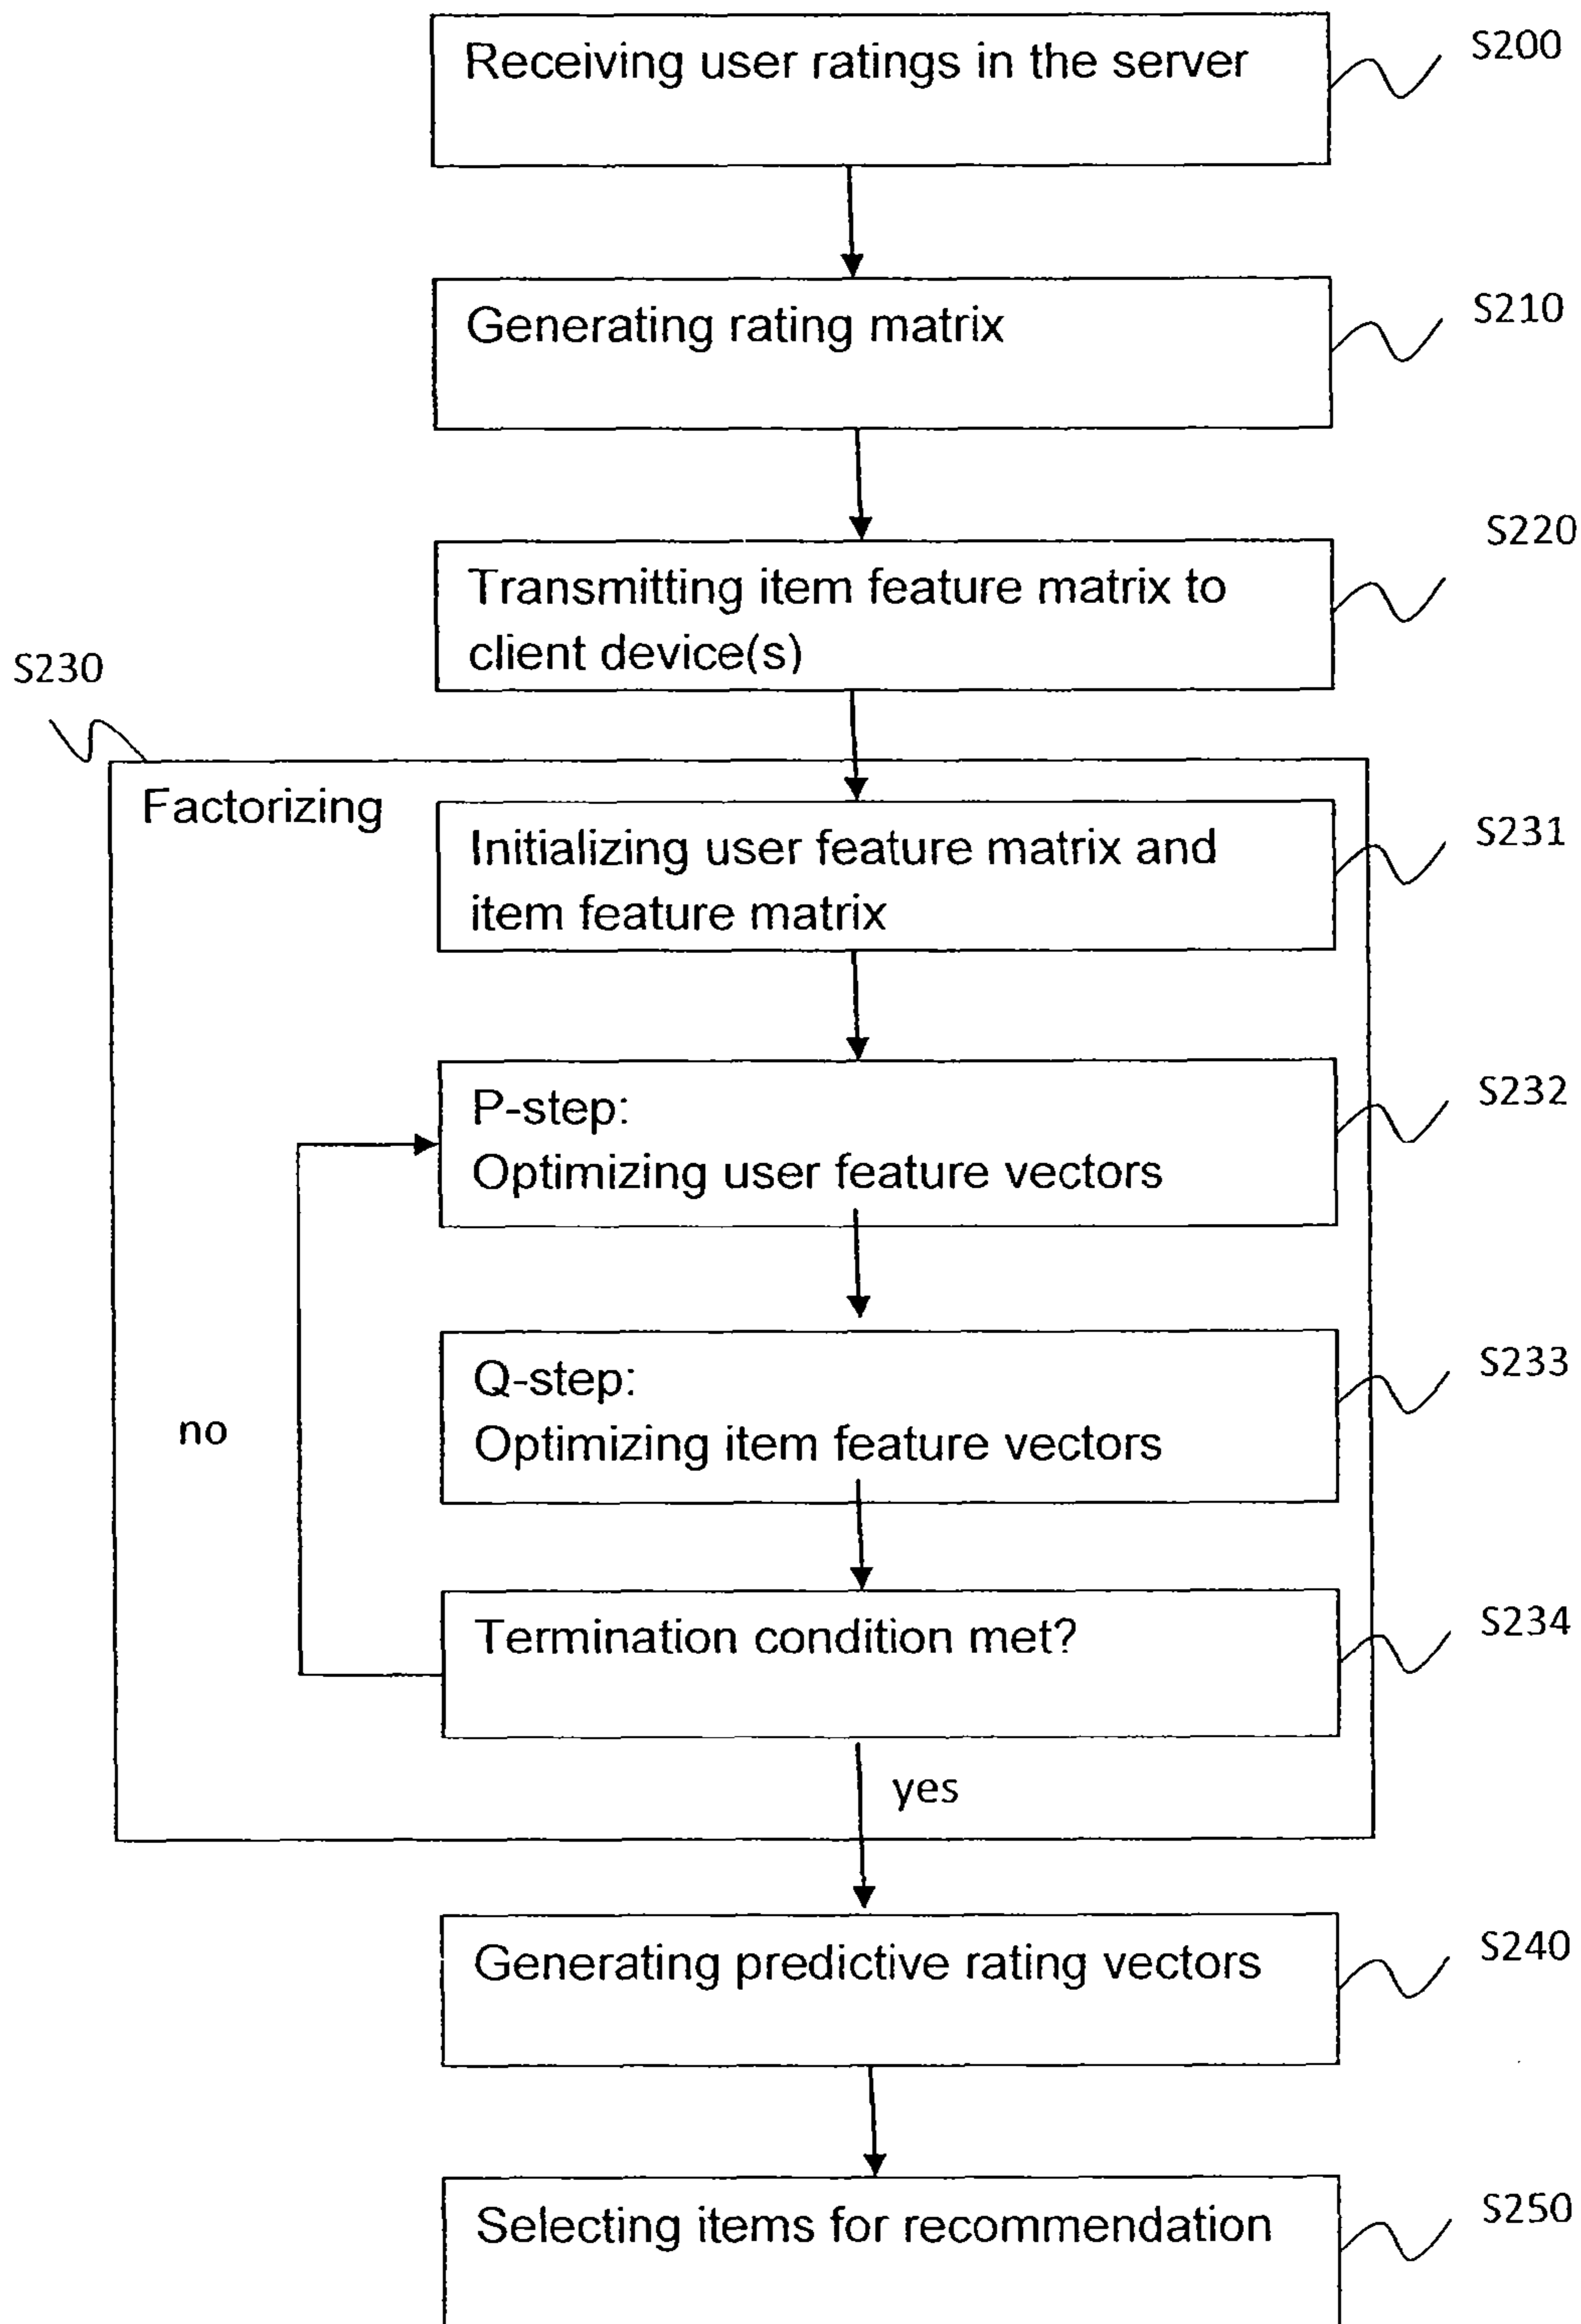 Receiving user ratings in the server
S200
Generating rating matrix
S210
S220
Transmitting item feature matrix to
client device(s)
S230
Factorizing
Initializing user feature matrix and
item feature matrix
S231
P-step:
Optimizing user feature vectors
S232
Q-step:
Optimizing item feature vectors
S233
no
Termination condition met?
S234
yes
Generating predictive rating vectors
S240
Selecting items for recommendation
S250